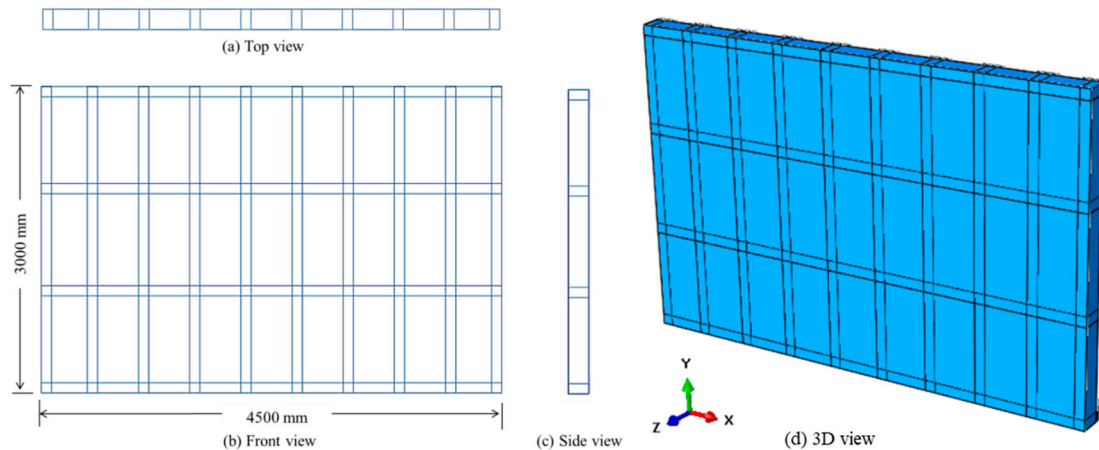 (a) Top view
3000 mm
4500 mm
(b) Front view
(c) Side view
Y
Z
X
(d) 3D view